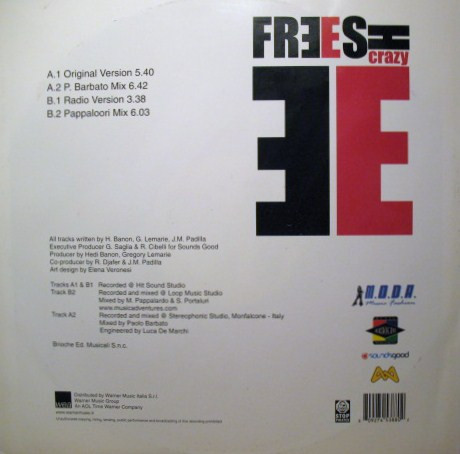 FREESH
crazy
EE
A.1 Original Version 5.40
A.2 P. Barbato Mix 6.42
B.1 Radio Version 3.38
B.2 Pappaloori Mix 6.03
All tracks written by H. Banon, G. Lemarie, J.M. Padilla
Executive Producer G. Saglia & R. Cibelli for Sounds Good
Producer by Hedi Banon, Gregory Lemarie
Co-producer by R. Djafer & J.M. Padilla
Art design by Elena Veronesi
Tracks A1 & B1 Recorded @ Hit Sound Studio
Track B2 Recorded and mixed @ Loop Music Studio
Mixed by M. Pappalardo & S. Portaluri
www.musicadventures.com
Track A2 Recorded and mixed @ Stereophonic Studio, Monfalcone - Italy
Mixed by Paolo Barbato
Engineered by Luca De Marchi
Brioche Ed. Musicali S.n.c.
soundsgood
Distributed by Warner Music Italia S.r.l.
Warner Music Group
An AOL Time Warner Company
www.warnermusic.it
STOP